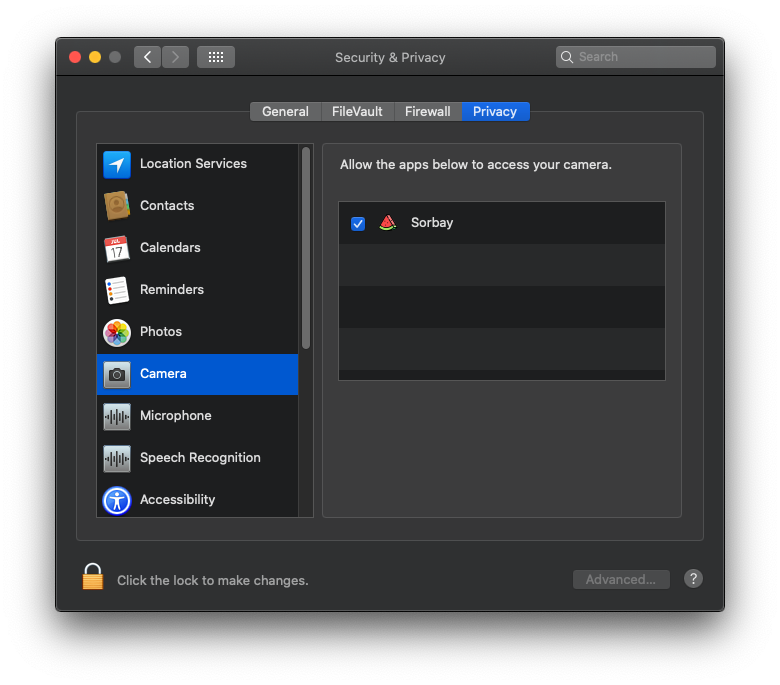 Security & Privacy
Search
General FileVault Firewall Privacy
Location Services
Contacts
JUL
17
Calendars
Reminders
Photos
Camera
Microphone
Speech Recognition
Accessibility
Allow the apps below to access your camera.
Sorbay
Click the lock to make changes.
Advanced...
?